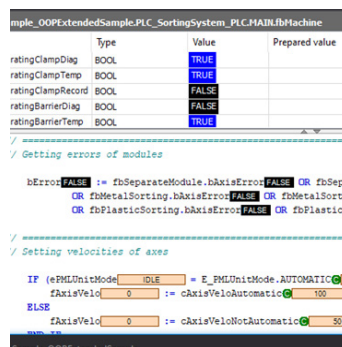 mple_OOPExtendedSample.PLC_SortingSystem_PLC.MAIN.fbMachine
Type Value Prepared value
ratingClampDiag BOOL TRUE
ratingClampTemp BOOL TRUE
ratingClampRecord BOOL FALSE
ratingBarrierDiag BOOL FALSE
ratingBarrierTemp BOOL TRUE
/ ==================================================
/ Getting errors of modules
bError FALSE := fbSeparateModule.bAxisError FALSE OR fbSep
OR fbMetalSorting.bAxisError FALSE OR fbMetalSort
OR fbPlasticSorting.bAxisError FALSE OR fbPlastic
/ ==================================================
/ Setting velocities of axes
IF (ePMLUnitMode IDLE = E_PMLUnitMode.AUTOMATIC C
fAxisVelo 0 := cAxisVeloAutomatic C 100
ELSE
fAxisVelo 0 := cAxisVeloNotAutomatic C 50
END_IF